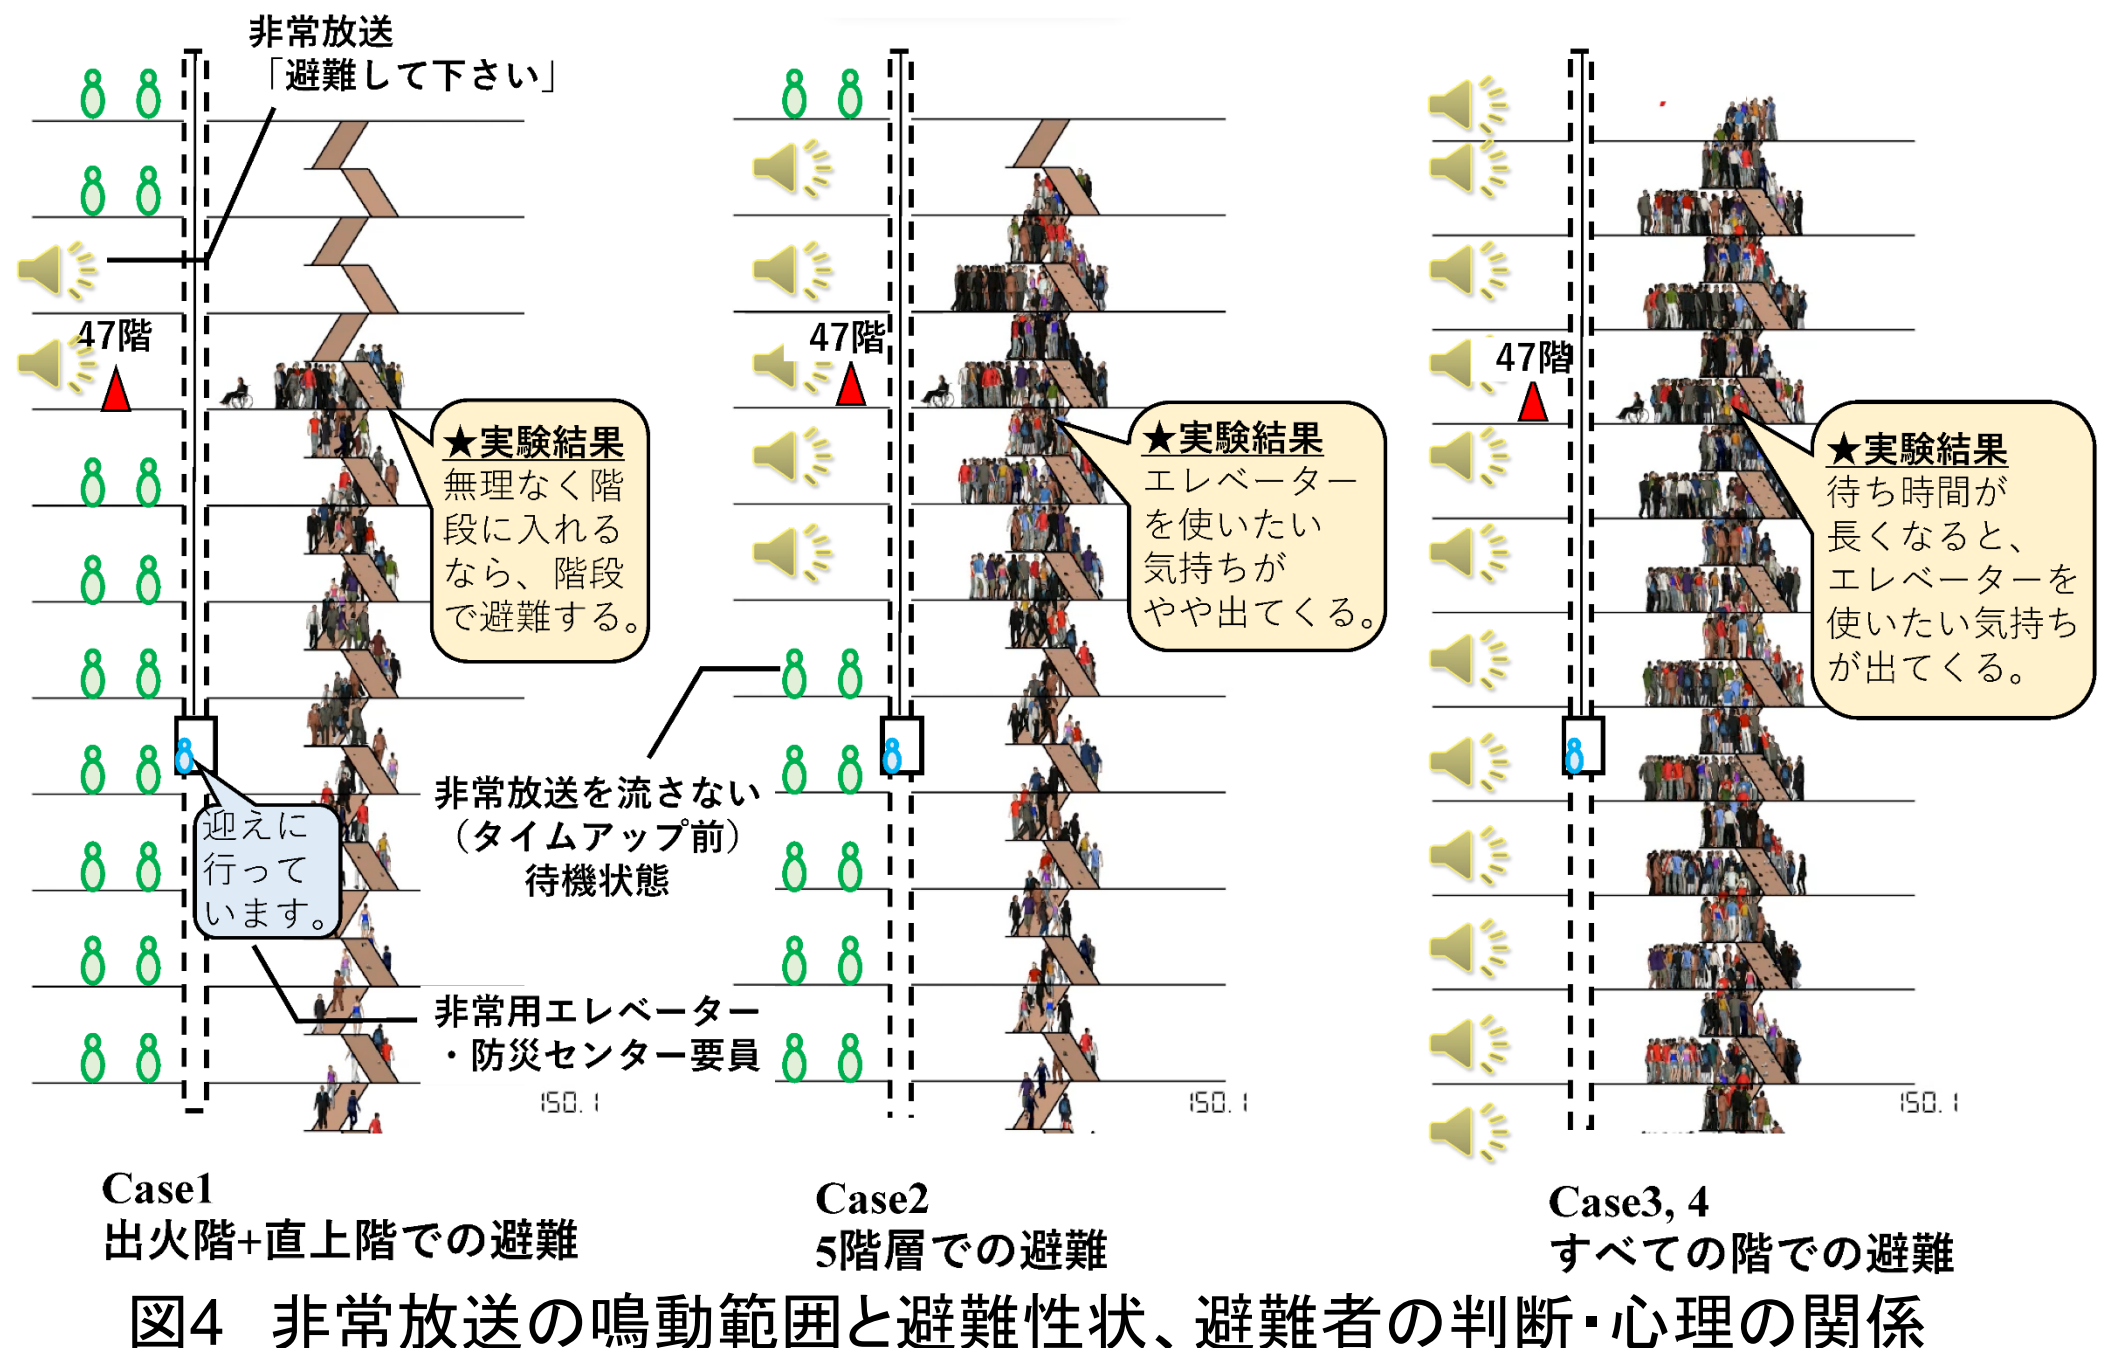 非常放送
「避難して下さい」
47階
★実験結果
無理なく階
段に入れる
なら、階段
で避難する。
迎えに
行って
います。
非常用エレベーター
・防災センター要員
150.1
Case1
出火階+直上階での避難
47階
★実験結果
エレベーター
を使いたい
気持ちが
やや出てくる。
非常放送を流さない
（タイムアップ前）
待機状態
150.1
Case2
5階層での避難
47階
★実験結果
待ち時間が
長くなると、
エレベーターを
使いたい気持ち
が出てくる。
150.1
Case3, 4
すべての階での避難
図4　非常放送の鳴動範囲と避難性状、避難者の判断・心理の関係